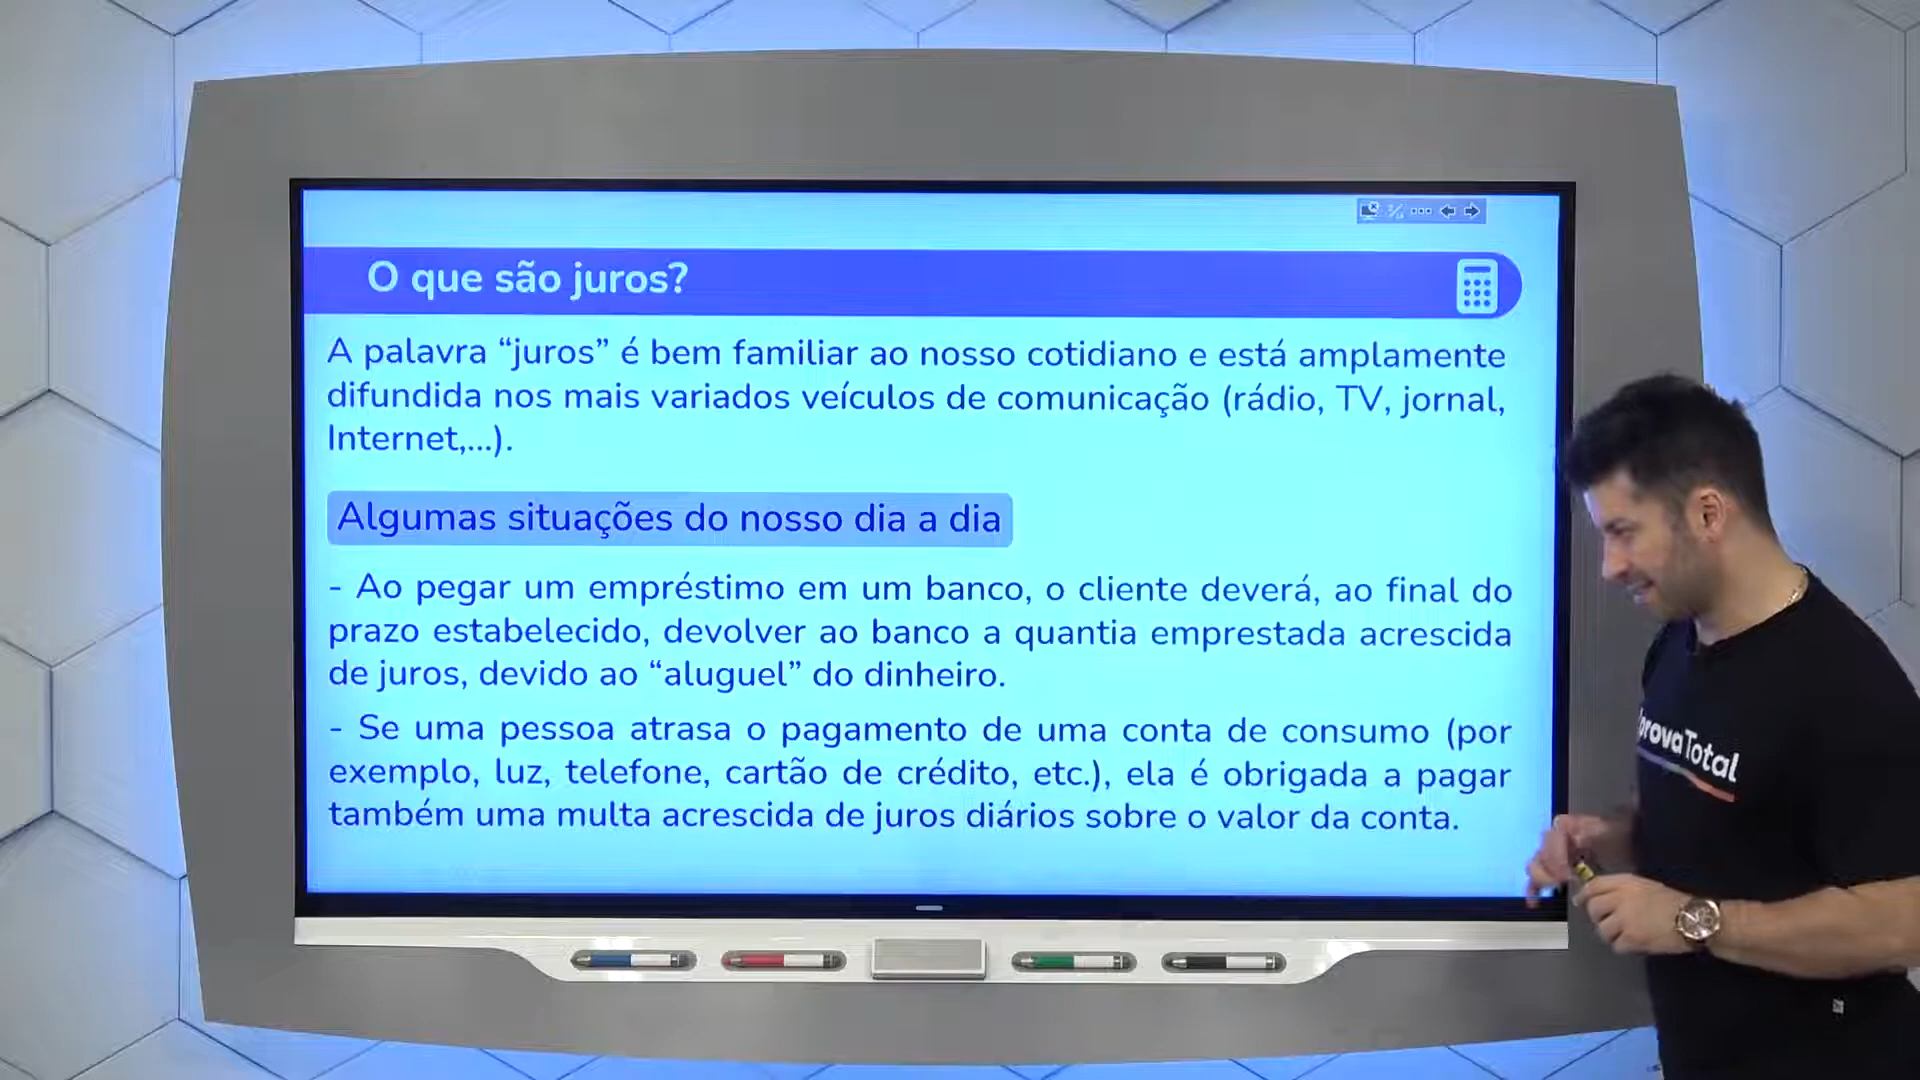 O que são juros?
A palavra “juros” é bem familiar ao nosso cotidiano e está amplamente
difundida nos mais variados veículos de comunicação (rádio, TV, jornal,
Internet,...).
Algumas situações do nosso dia a dia
- Ao pegar um empréstimo em um banco, o cliente deverá, ao final do
prazo estabelecido, devolver ao banco a quantia emprestada acrescida
de juros, devido ao “aluguel” do dinheiro.
- Se uma pessoa atrasa o pagamento de uma conta de consumo (por
exemplo, luz, telefone, cartão de crédito, etc.), ela é obrigada a pagar
também uma multa acrescida de juros diários sobre o valor da conta.
provaTotal